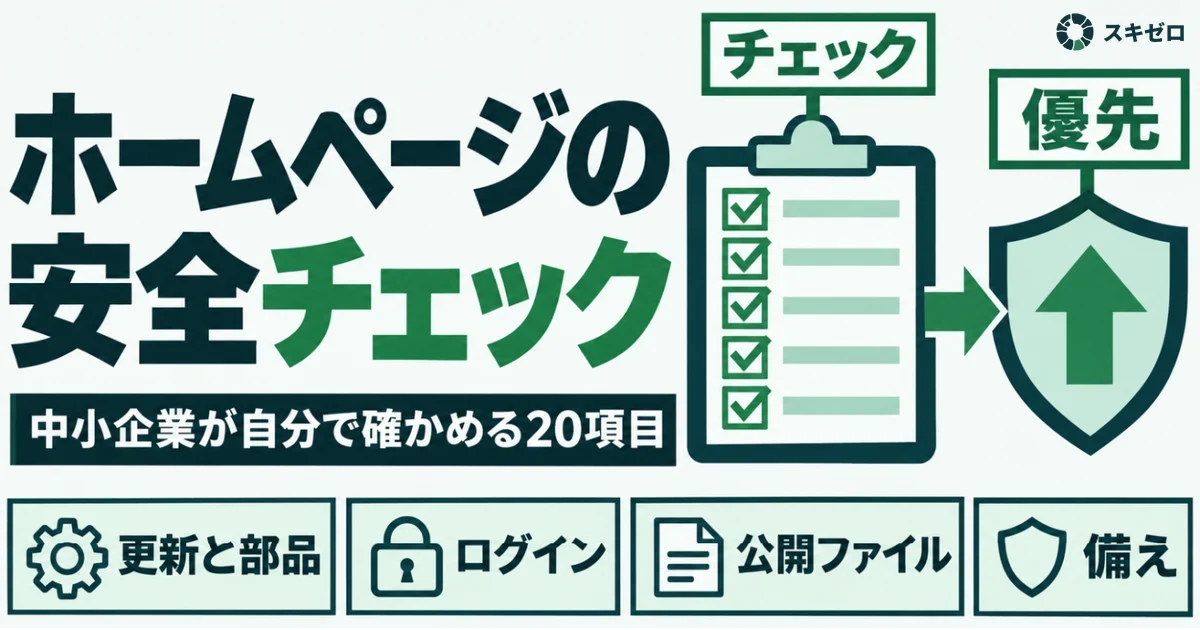 ホームページの
安全チェック
中小企業が自分で確かめる20項目
チェック
優先
スキゼロ
更新と部品
ログイン
公開ファイル
備え